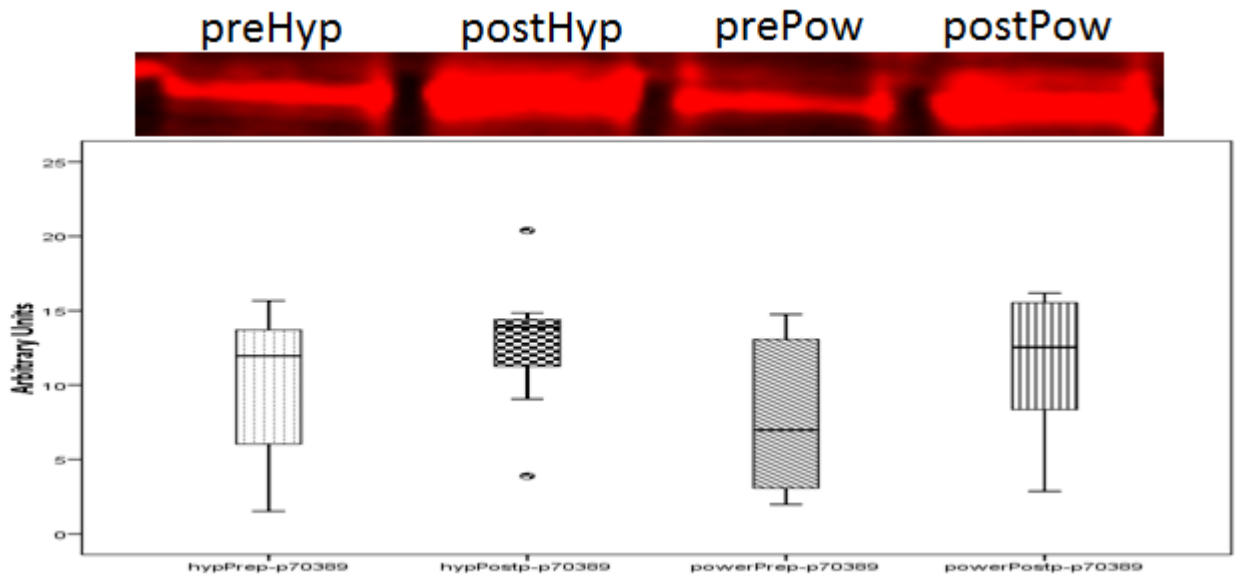 preHyp postHyp prePow postPow
25
20
15
10
5
0
Arbitrary Units
hypPrep-p70389 hypPostp-p70389 powerPrep-p70389 powerPostp-p70389